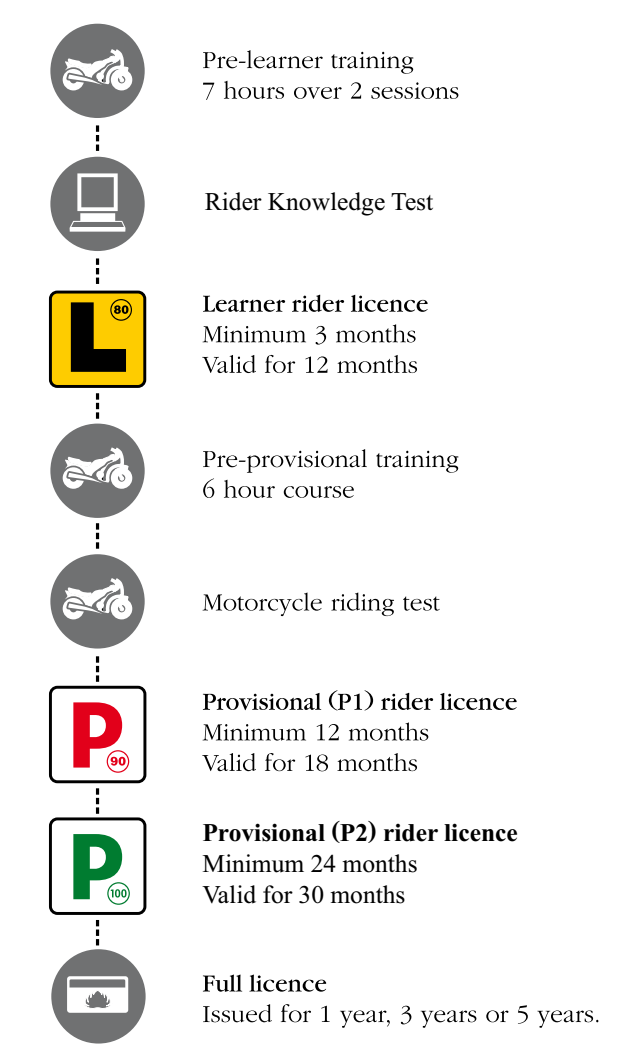 Pre-learner training
7 hours over 2 sessions
Rider Knowledge Test
L 80
Learner rider licence
Minimum 3 months
Valid for 12 months
Pre-provisional training
6 hour course
Motorcycle riding test
P 90
Provisional (P1) rider licence
Minimum 12 months
Valid for 18 months
P 100
Provisional (P2) rider licence
Minimum 24 months
Valid for 30 months
Full licence
Issued for 1 year, 3 years or 5 years.